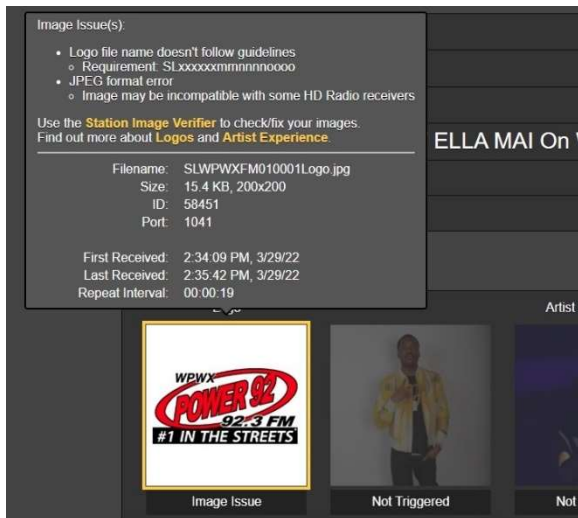 Image Issue(s):
• Logo file name doesn't follow guidelines
○ Requirement: SLxxxxxxmmnnnnoooo
• JPEG format error
○ Image may be incompatible with some HD Radio receivers
Use the Station Image Verifier to check/fix your images.
Find out more about Logos and Artist Experience.
ELLA MAI On
Filename: SLWPWXFM010001Logo.jpg
Size: 15.4 KB, 200x200
ID: 58451
Port: 1041
First Received: 2:34:09 PM, 3/29/22
Last Received: 2:35:42 PM, 3/29/22
Repeat Interval: 00:00:19
Artist
WPWX
POWER 92
92.3 FM
#1 IN THE STREETS
Image Issue
Not Triggered
Not